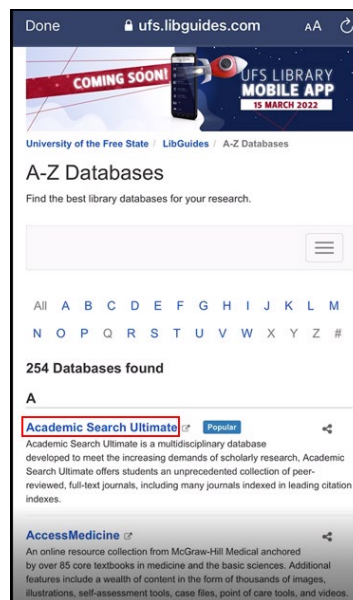 Done ufs.libguides.com AA
COMING SOON!
UFS LIBRARY
MOBILE APP
15 MARCH 2022
University of the Free State / LibGuides / A-Z Databases
A-Z Databases
Find the best library databases for your research.
All A B C D E F G H I J K L M
N O P Q R S T U V W X Y Z #
254 Databases found
A
Academic Search Ultimate Popular
Academic Search Ultimate is a multidisciplinary database
developed to meet the increasing demands of scholarly research, Academic
Search Ultimate offers students an unprecedented collection of peer-
reviewed, full-text journals, including many journals indexed in leading citation
indexes.
AccessMedicine
An online resource collection from McGraw-Hill Medical anchored
by over 85 core textbooks in medicine and the basic sciences. Additional
features include a wealth of content in the form of thousands of images,
illustrations, self-assessment tools, case files, point of care tools, and videos.